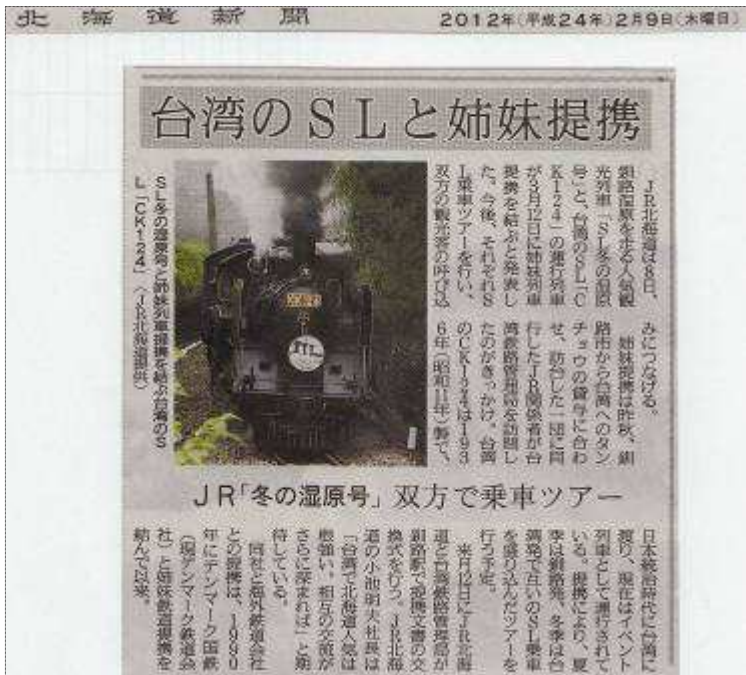 北海道新聞
2012年(平成24年)2月9日(木曜日)
台湾のSLと姉妹提携
JR北海道は8日、
釧路湿原を走る人気観
光列車「SL冬の湿原
号」と、台湾のSL「C
K124」の運行列車
が3月12日に姉妹列車
提携を結ぶと発表し
た。今後、それぞれS
L乗車ツアーを行い、
双方の観光客の呼び込
みにつなげる。
姉妹提携は昨秋、釧
路市から台湾へのタン
チョウの貸与に合わ
せ、訪台した一団に同
行したJR関係者が台
湾鉄路管理局を訪問し
たのがきっかけ。台湾
のCK124は193
6年(昭和11年)製で、
SL冬の湿原号と姉妹列車提携を結ぶ台湾のS
L「CK124」(JR北海道提供)
JR「冬の湿原号」双方で乗車ツアー
日本統治時代に台湾に
渡り、現在はイベント
列車として運行されて
いる。提携により、夏
季は釧路発、冬季は台
湾発で互いのSL乗車
を盛り込んだツアーを
行う予定。
来月12日にJR北海
道と台湾鉄路管理局が
釧路駅で提携文書の交
換式を行う。JR北海
道の小池明夫社長は
「台湾で北海道人気は
根強い。相互の交流が
さらに深まれば」と期
待している。
同社と海外鉄道会社
との提携は、1990
年にデンマーク国鉄
(現デンマーク鉄道会
社)と姉妹鉄道提携を
結んで以来。